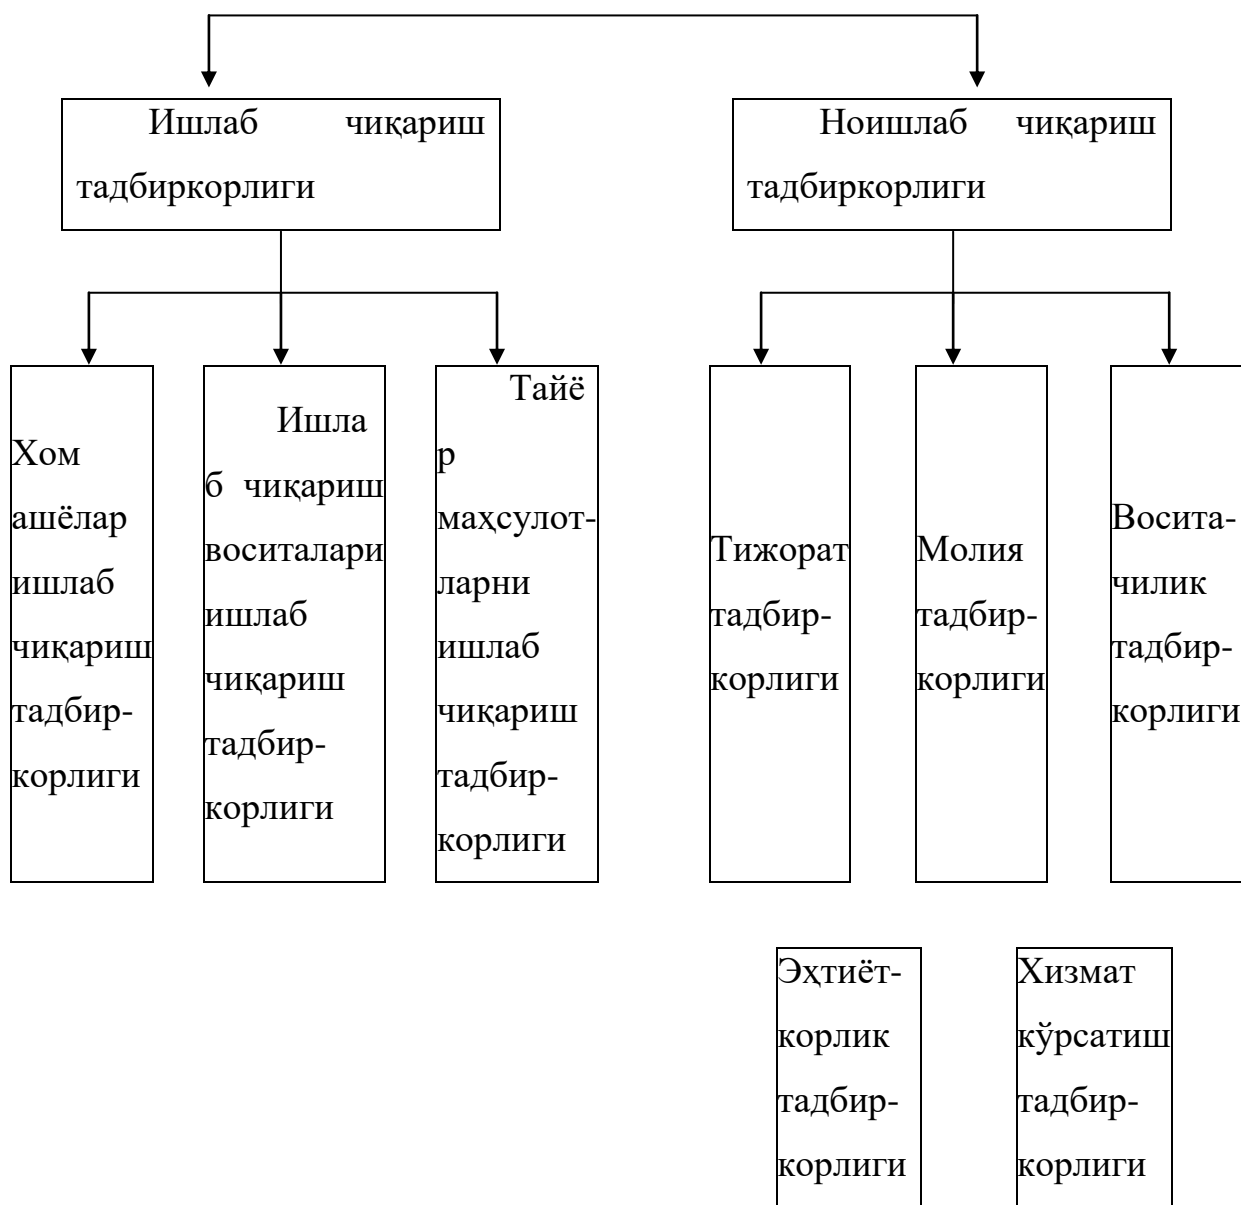 Ишлаб чиқариш
тадбиркорлиги
Ноишлаб чиқариш
тадбиркорлиги
Хом
ашёлар
ишлаб
чиқариш
тадбир-
корлиги
Ишла
б чиқариш
воситалари
ишлаб
чиқариш
тадбир-
корлиги
Тайё
р
маҳсулот-
ларни
ишлаб
чиқариш
тадбир-
корлиги
Тижорат
тадбир-
корлиги
Молия
тадбир-
корлиги
Восита-
чилик
тадбир-
корлиги
Эҳтиёт-
корлик
тадбир-
корлиги
Хизмат
кўрсатиш
тадбир-
корлиги